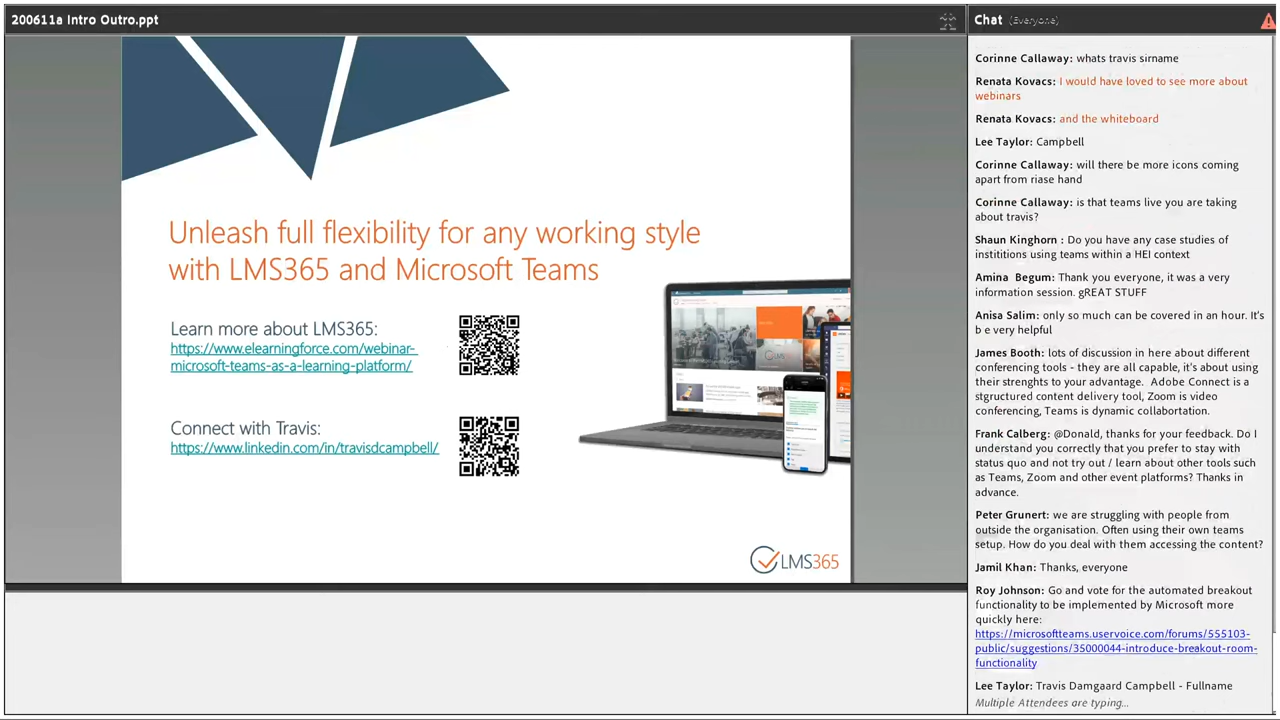 200611a Intro Outro.ppt
Unleash full flexibility for any working style
with LMS365 and Microsoft Teams
Learn more about LMS365:
https://www.elearningforce.com/webinar-
microsoft-teams-as-a-learning-platform/
Connect with Travis:
https://www.linkedin.com/in/travisdcampbell/
LMS365
Chat (Everyone)
Corinne Callaway: whats travis sirname
Renata Kovacs: I would have loved to see more about
webinars
Renata Kovacs: and the whiteboard
Lee Taylor: Campbell
Corinne Callaway: will there be more icons coming
apart from riase hand
Corinne Callaway: is that teams live you are taking
about travis?
Shaun Kinghorn : Do you have any case studies of
instititions using teams within a HEI context
Amina Begum: Thank you everyone, it was a very
information session. gREAT STUFF
Anisa Salim: only so much can be covered in an hour. It's
b e very helpful
James Booth: lots of discussion in here about different
conferencing tools - they are all capable, it's about using
their strenghts to your advantage. Adobe Connect is a
stgructured content delivery tool, Zoom is video
conferencing, Teams is dynamic collabortation.
Frank Calberg: @Donald, thanks for your feedback. Do I
understand you correctly that you prefer to stay with
status quo and not try out / learn about other tools such
as Teams, Zoom and other event platforms? Thanks in
advance.
Peter Grunert: we are struggling with people from
outside the organisation. Often using their own teams
setup. How do you deal with them accessing the content?
Jamil Khan: Thanks, everyone
Roy Johnson: Go and vote for the automated breakout
functionality to be implemented by Microsoft more
quickly here:
https://microsoftteams.uservoice.com/forums/555103-
public/suggestions/35000044-introduce-breakout-room-
functionality
Lee Taylor: Travis Damgaard Campbell - Fullname
Multiple Attendees are typing...